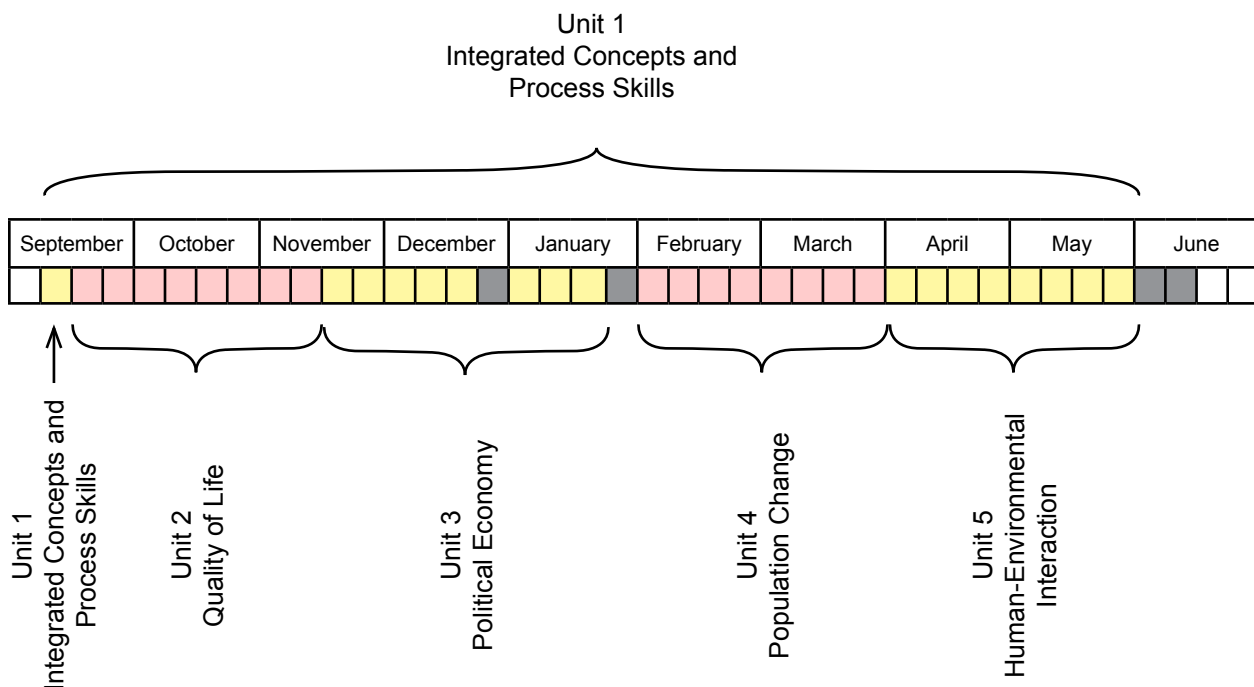 Unit 1
Integrated Concepts and
Process Skills
September
October
November
December
January
February
March
April
May
June
Unit 1
Integrated Concepts and
Process Skills
Unit 2
Quality of Life
Unit 3
Political Economy
Unit 4
Population Change
Unit 5
Human-Environmental
Interaction